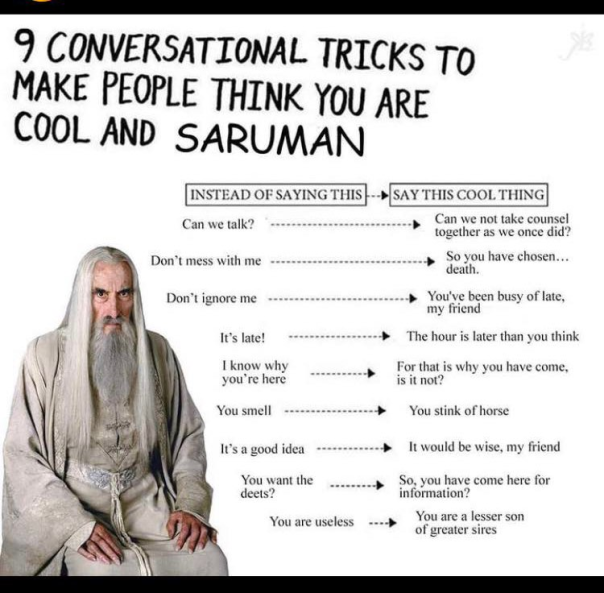 9 CONVERSATIONAL TRICKS TO
MAKE PEOPLE THINK YOU ARE
COOL AND SARUMAN
INSTEAD OF SAYING THIS SAY THIS COOL THING
Can we talk? Can we not take counsel
together as we once did?
Don't mess with me So you have chosen...
death.
Don't ignore me You've been busy of late,
my friend
It's late! The hour is later than you think
I know why
you're here
For that is why you have come,
is it not?
You smell You stink of horse
It's a good idea It would be wise, my friend
You want the
deets?
So, you have come here for
information?
You are useless You are a lesser son
of greater sires